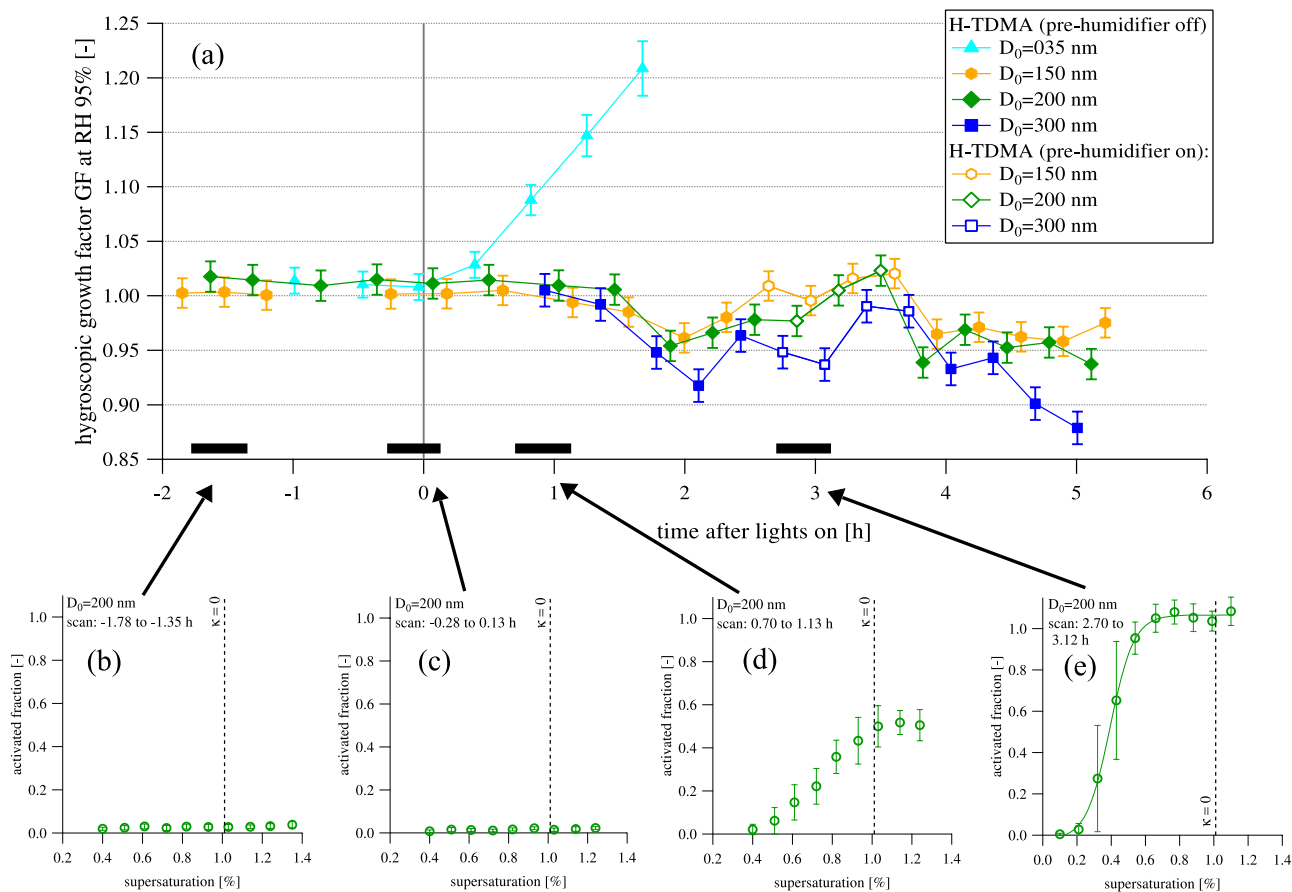 1.25
1.20
1.15
1.10
1.05
1.00
0.95
0.90
0.85
hygroscopic growth factor GF at RH 95% [-]
(a)
H-TDMA (pre-humidifier off)
D0=035 nm
D0=150 nm
D0=200 nm
D0=300 nm
H-TDMA (pre-humidifier on):
D0=150 nm
D0=200 nm
D0=300 nm
-2 -1 0 1 2 3 4 5 6
time after lights on [h]
D0=200 nm
scan: -1.78 to -1.35 h
κ = 0
(b)
1.0
0.8
0.6
0.4
0.2
0.0
activated fraction [-]
0.2 0.4 0.6 0.8 1.0 1.2 1.4
supersaturation [%]
D0=200 nm
scan: -0.28 to 0.13 h
κ = 0
(c)
1.0
0.8
0.6
0.4
0.2
0.0
activated fraction [-]
0.2 0.4 0.6 0.8 1.0 1.2 1.4
supersaturation [%]
D0=200 nm
scan: 0.70 to 1.13 h
κ = 0
(d)
1.0
0.8
0.6
0.4
0.2
0.0
activated fraction [-]
0.2 0.4 0.6 0.8 1.0 1.2 1.4
supersaturation [%]
D0=200 nm
scan: 2.70 to
3.12 h
(e)
κ = 0
1.0
0.8
0.6
0.4
0.2
0.0
activated fraction [-]
0.0 0.2 0.4 0.6 0.8 1.0 1.2 1.4
supersaturation [%]